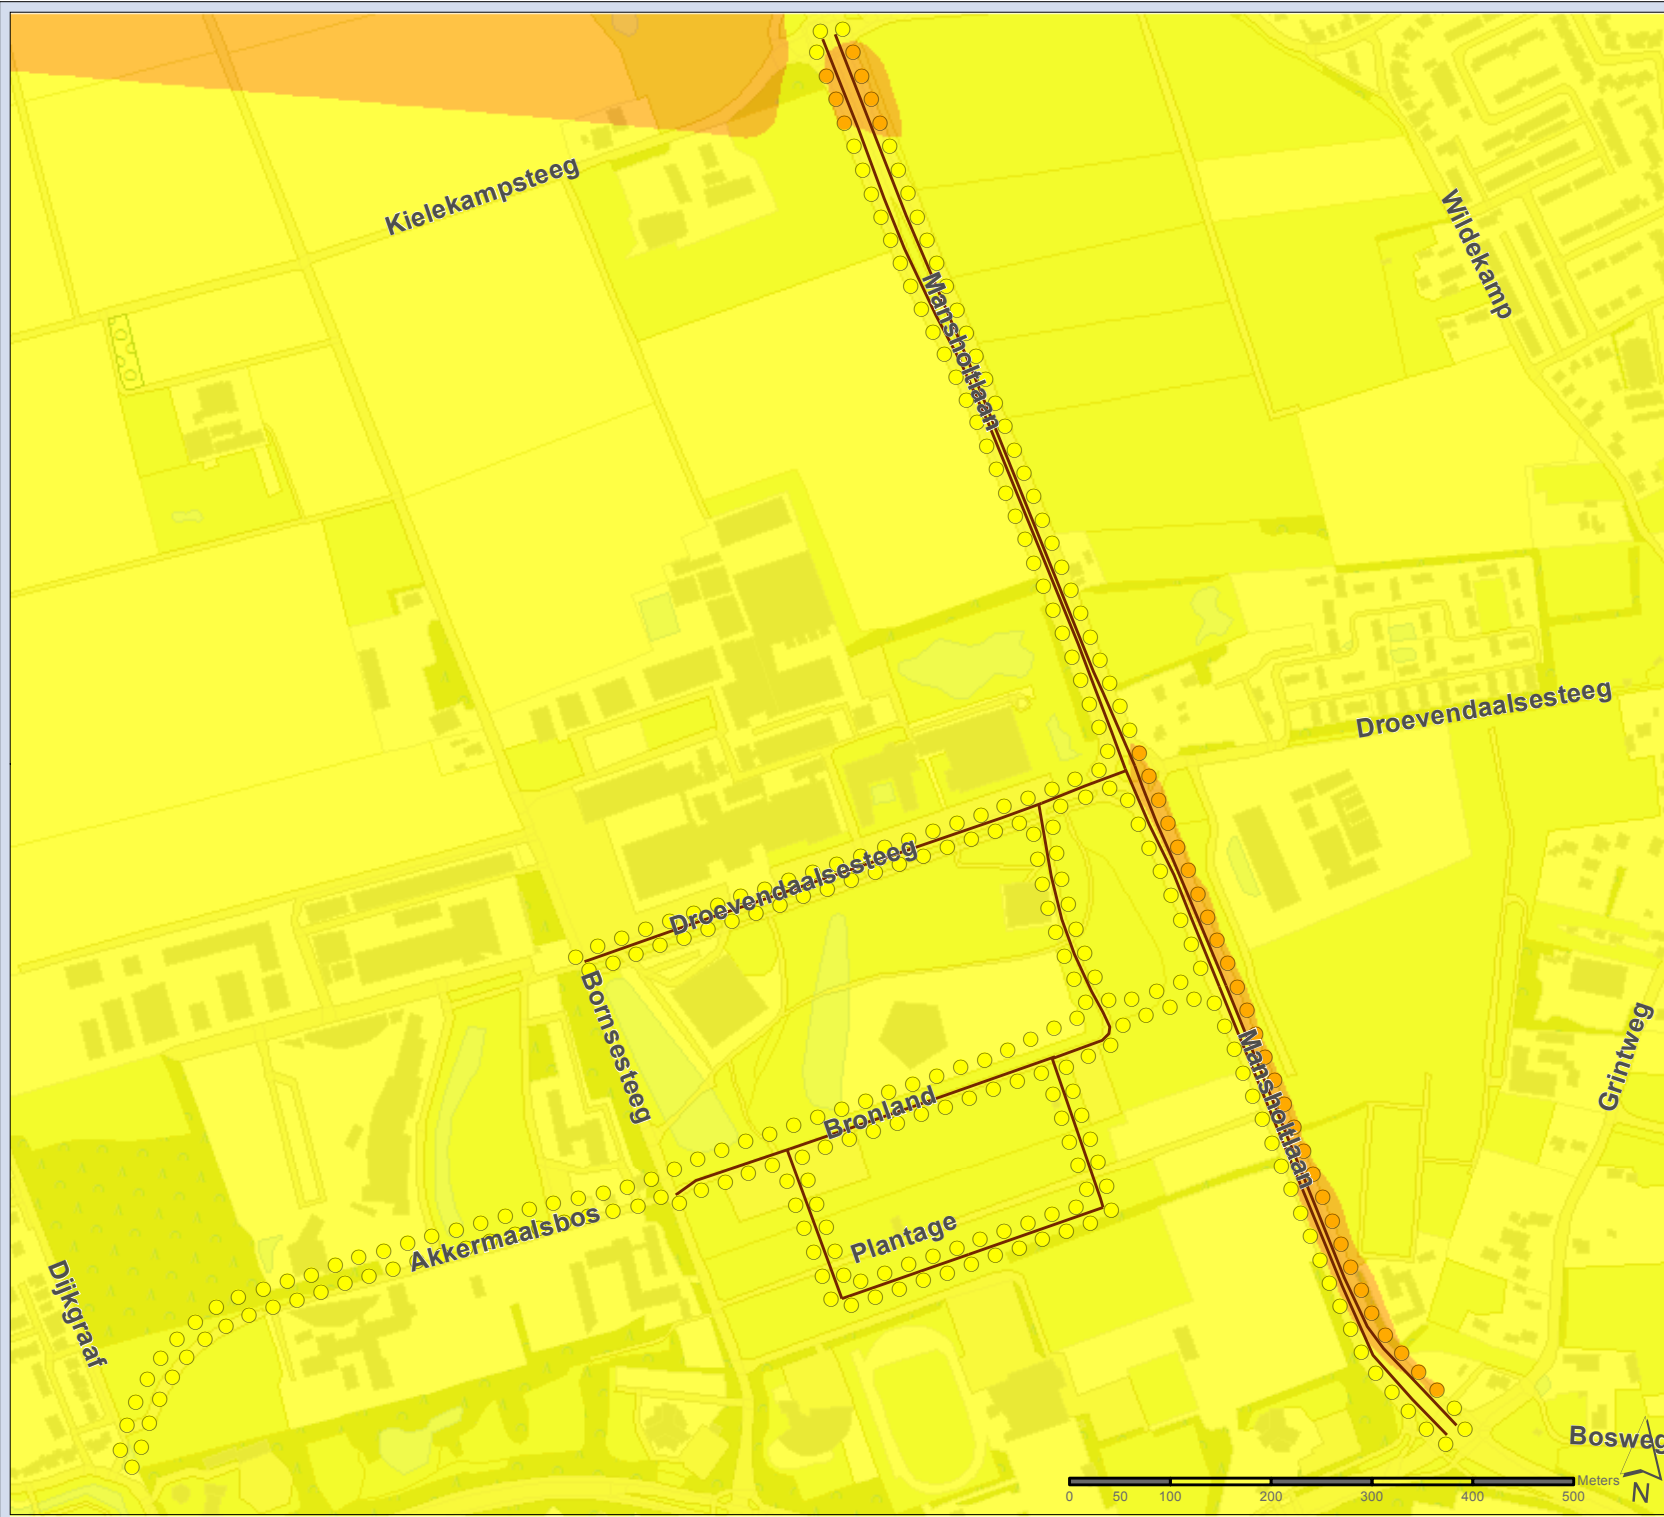 Kielekampsteeg
Wildekamp
Mansholtlaan
Droevendaalsesteeg
Droevendaalsesteeg
Bornsesteeg
Grintweg
Mansholtlaan
Bronland
Akkermaalsbos
Plantage
Dijkgraaf
Bosweg
Meters
0 50 100 200 300 400 500
N